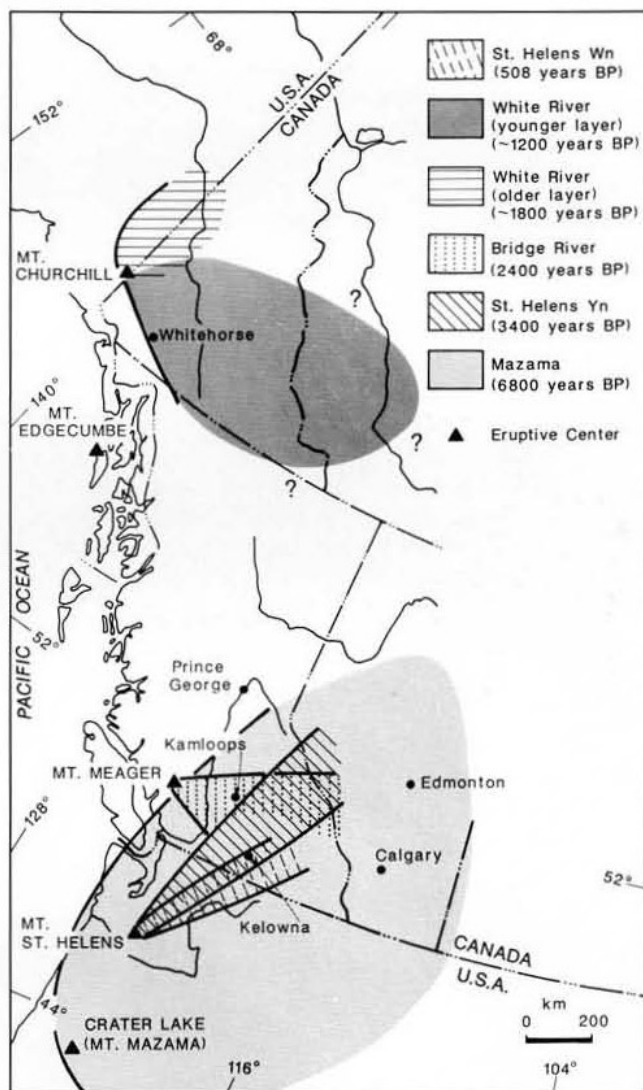 68°
152°
U.S.A.
CANADA
MT.
CHURCHILL
Whitehorse
?
140°
MT.
EDGECUMBE
?
?
PACIFIC OCEAN
52°
Prince
George
Kamloops
MT. MEAGER
Edmonton
128°
Calgary
52°
MT.
ST. HELENS
Kelowna
CANADA
U.S.A.
44°
CRATER LAKE
(MT. MAZAMA)
0 km 200
116°
104°
St. Helens Wn
(508 years BP)
White River
(younger layer)
(~1200 years BP)
White River
(older layer)
(~1800 years BP)
Bridge River
(2400 years BP)
St. Helens Yn
(3400 years BP)
Mazama
(6800 years BP)
Eruptive Center